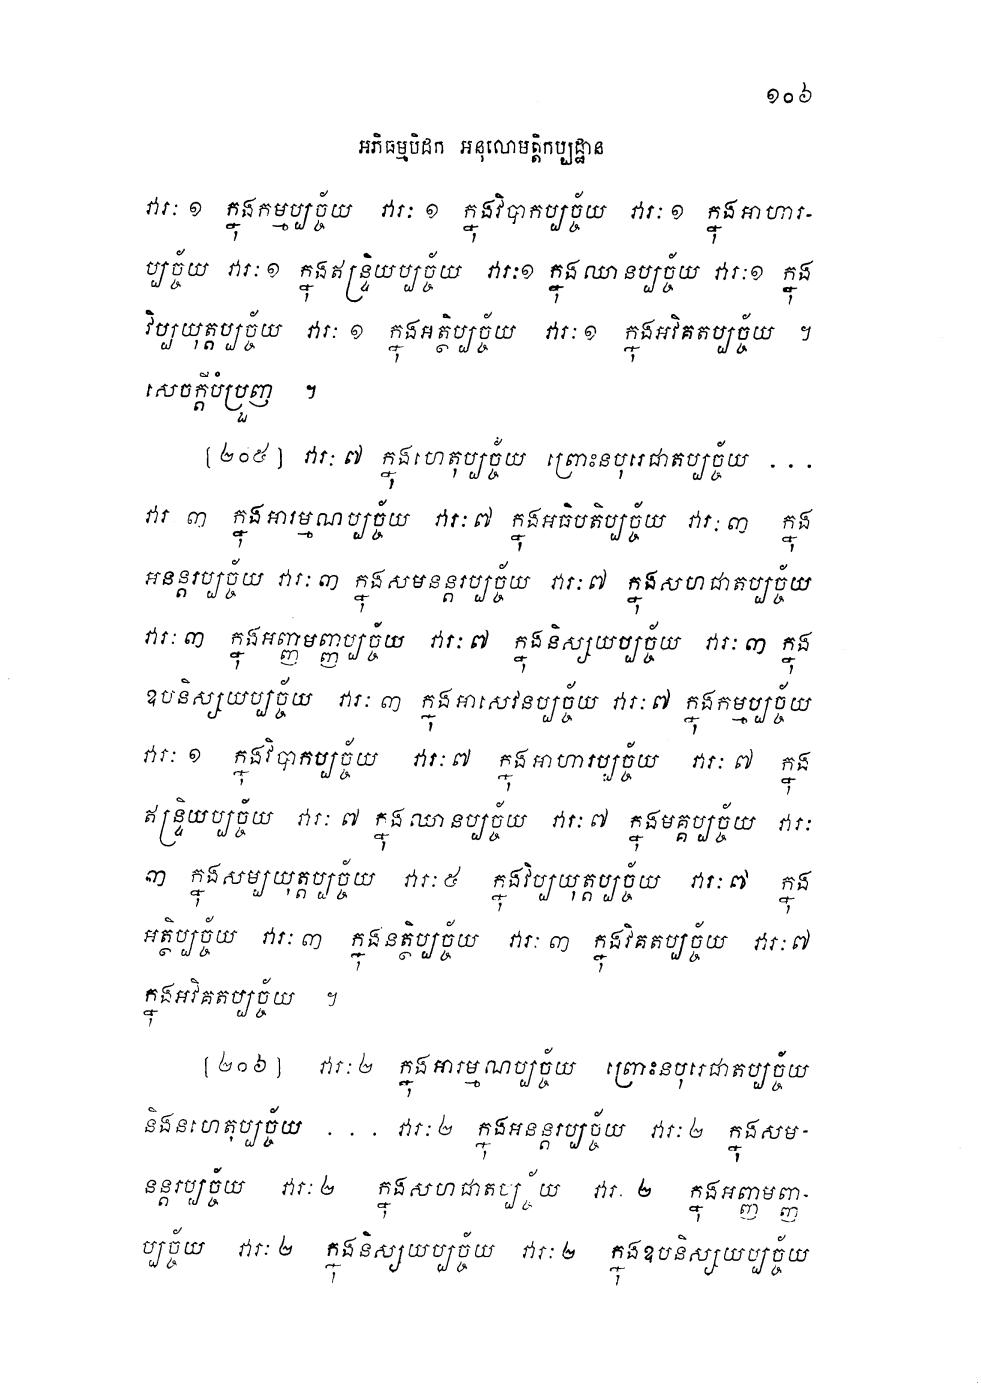 ១០៦
អភិធម្មបិដក អនុលោមត្តិកប្បដ្ឋាន
វារៈ ១ ក្នុងកម្មប្បច្ច័យ វារៈ ១ ក្នុងវិបាកប្បច្ច័យ វារៈ ១ ក្នុងអាហារ-
ប្បច្ច័យ វារៈ ១ ក្នុងឥន្ទ្រិយប្បច្ច័យ វារៈ១ ក្នុងឈានប្បច្ច័យ វារៈ១ ក្នុង
វិប្បយុត្តប្បច្ច័យ វារៈ ១ ក្នុងអត្ថិប្បច្ច័យ វារៈ ១ ក្នុងអវិគតប្បច្ច័យ ។
សេចក្តីបំប្រួញ ។
[២០៥] វារៈ ៧ ក្នុងហេតុប្បច្ច័យ ព្រោះនបុរេជាតប្បច្ច័យ . . .
វារ ៣ ក្នុងអារម្មណប្បច្ច័យ វារៈ ៧ ក្នុងអធិបតិប្បច្ច័យ វារៈ ៣ ក្នុង
អនន្តរប្បច្ច័យ វារៈ ៣ ក្នុងសមនន្តរប្បច្ច័យ វារៈ ៧ ក្នុងសហជាតប្បច្ច័យ
វារៈ ៣ ក្នុងអញ្ញាមញ្ញប្បច្ច័យ វារៈ ៧ ក្នុងនិស្សយប្បច្ច័យ វារៈ ៣ ក្នុង
ឧបនិស្សយប្បច្ច័យ វារៈ ៣ ក្នុងអាសេវនប្បច្ច័យ វារៈ ៧ ក្នុងកម្មប្បច្ច័យ
វារៈ ១ ក្នុងវិបាកប្បច្ច័យ វារៈ ៧ ក្នុងអាហារប្បច្ច័យ វារៈ ៧ ក្នុង
ឥន្ទ្រិយប្បច្ច័យ វារៈ ៧ ក្នុងឈានប្បច្ច័យ វារៈ ៧ ក្នុងមគ្គប្បច្ច័យ វារៈ
៣ ក្នុងសម្បយុត្តប្បច្ច័យ វារៈ ៥ ក្នុងវិប្បយុត្តប្បច្ច័យ វារៈ ៧ ក្នុង
អត្ថិប្បច្ច័យ វារៈ ៣ ក្នុងនត្ថិប្បច្ច័យ វារៈ ៣ ក្នុងវិគតប្បច្ច័យ វារៈ ៧
ក្នុងអវិគតប្បច្ច័យ ។
[២០៦] វារៈ ២ ក្នុងអារម្មណប្បច្ច័យ ព្រោះនបុរេជាតប្បច្ច័យ
និងនហេតុប្បច្ច័យ . . . វារៈ ២ ក្នុងអនន្តរប្បច្ច័យ វារៈ ២ ក្នុងសម-
នន្តរប្បច្ច័យ វារៈ ២ ក្នុងសហជាតប្បច្ច័យ វារៈ ២ ក្នុងអញ្ញាមញ្ញ-
ប្បច្ច័យ វារៈ ២ ក្នុងនិស្សយប្បច្ច័យ វារៈ ២ ក្នុងឧបនិស្សយប្បច្ច័យ